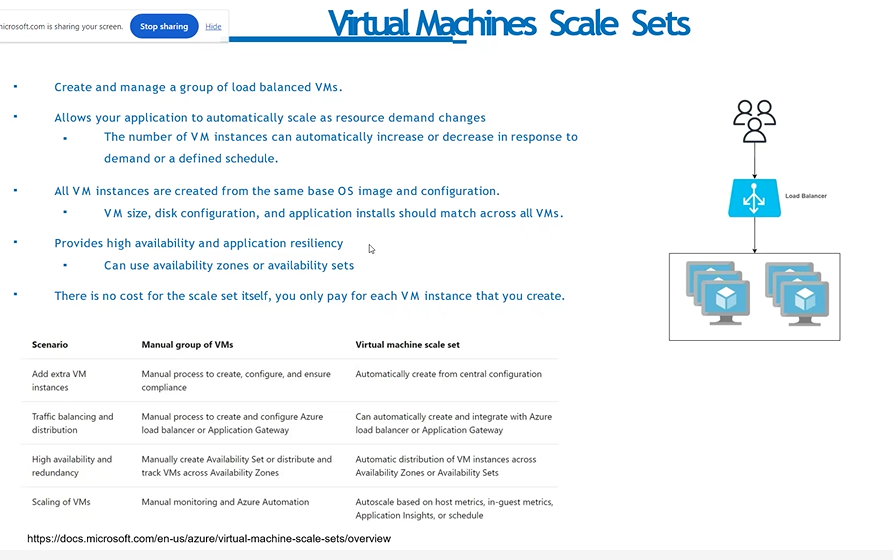 microsoft.com is sharing your screen. Stop sharing Hide
Virtual Machines Scale Sets
Create and manage a group of load balanced VMs.
Allows your application to automatically scale as resource demand changes
The number of VM instances can automatically increase or decrease in response to
demand or a defined schedule.
All VM instances are created from the same base OS image and configuration.
VM size, disk configuration, and application installs should match across all VMs.
Provides high availability and application resiliency
Can use availability zones or availability sets
There is no cost for the scale set itself, you only pay for each VM instance that you create.
Load Balancer
Scenario Manual group of VMs Virtual machine scale set
Add extra VM
instances
Manual process to create, configure, and ensure
compliance
Automatically create from central configuration
Traffic balancing and
distribution
Manual process to create and configure Azure
load balancer or Application Gateway
Can automatically create and integrate with Azure
load balancer or Application Gateway
High availability and
redundancy
Manually create Availability Set or distribute and
track VMs across Availability Zones
Automatic distribution of VM instances across
Availability Zones or Availability Sets
Scaling of VMs
Manual monitoring and Azure Automation
Autoscale based on host metrics, in-guest metrics,
Application Insights, or schedule
https://docs.microsoft.com/en-us/azure/virtual-machine-scale-sets/overview